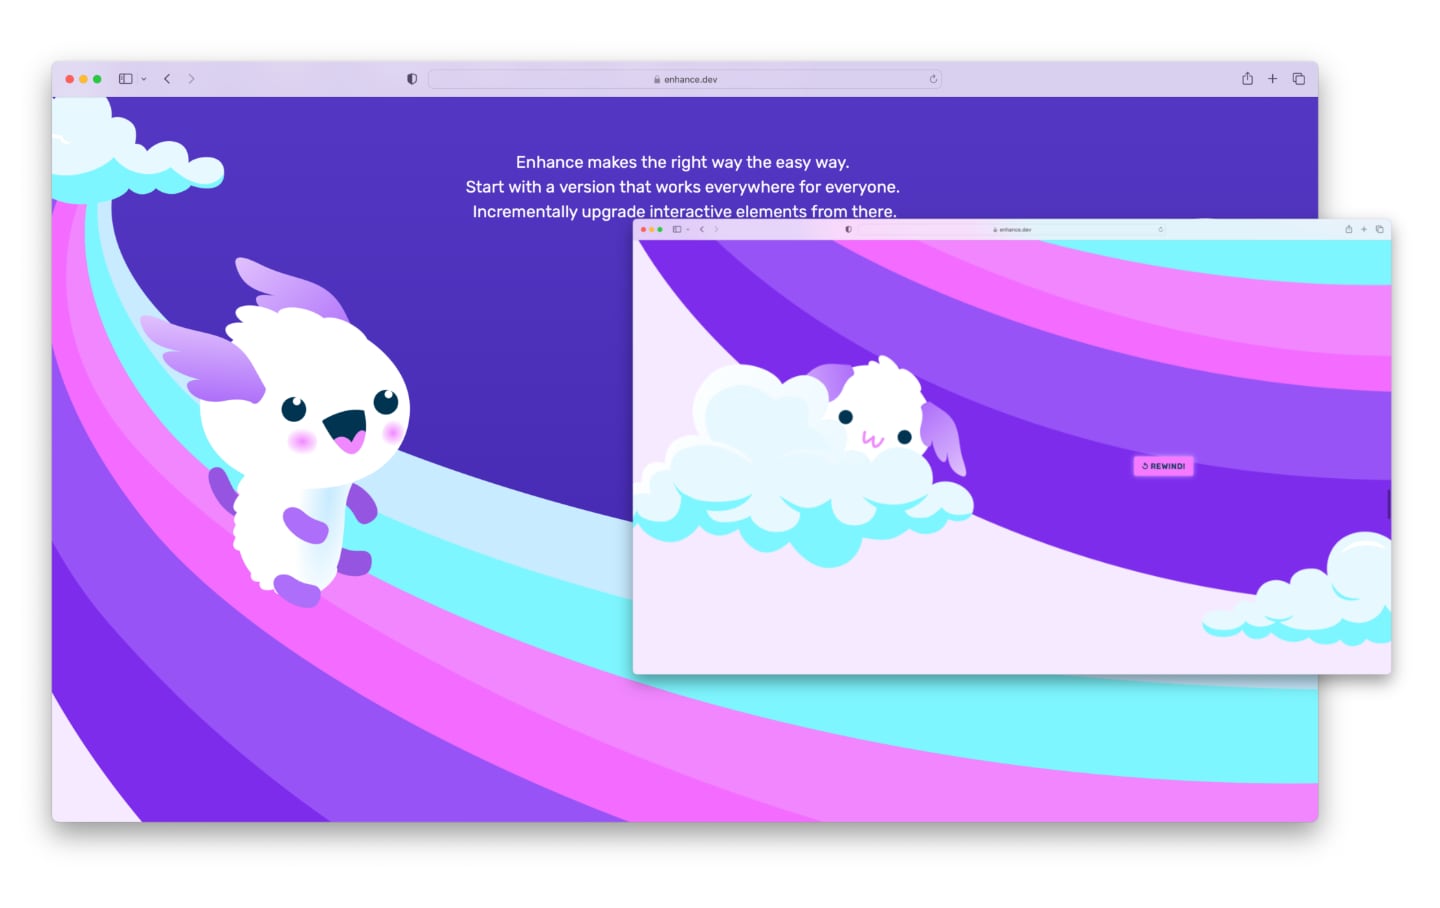 enhance.dev
Enhance makes the right way the easy way.
Start with a version that works everywhere for everyone.
Incrementally upgrade interactive elements from there.
enhance.dev
REWIND!